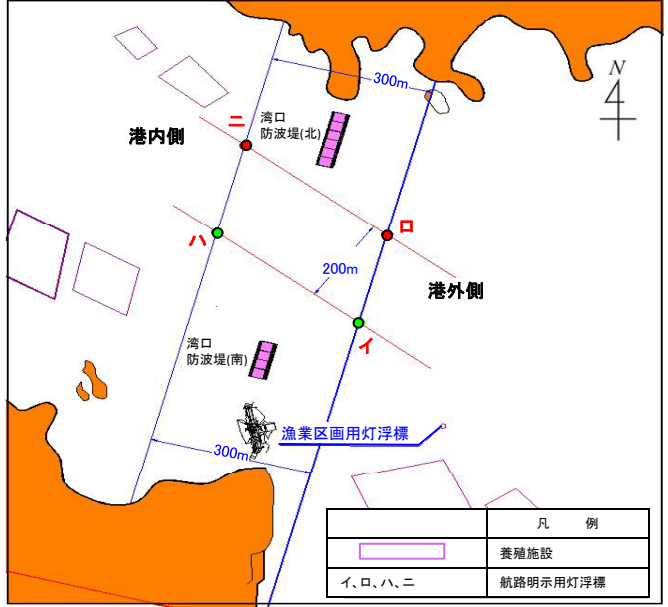 300m
N
湾口
防波堤(北)
ニ
港内側
ロ
ハ
200m
港外側
イ
湾口
防波堤(南)
漁業区画用灯浮標
300m
凡 例
養殖施設
イ、ロ、ハ、ニ 航路明示用灯浮標